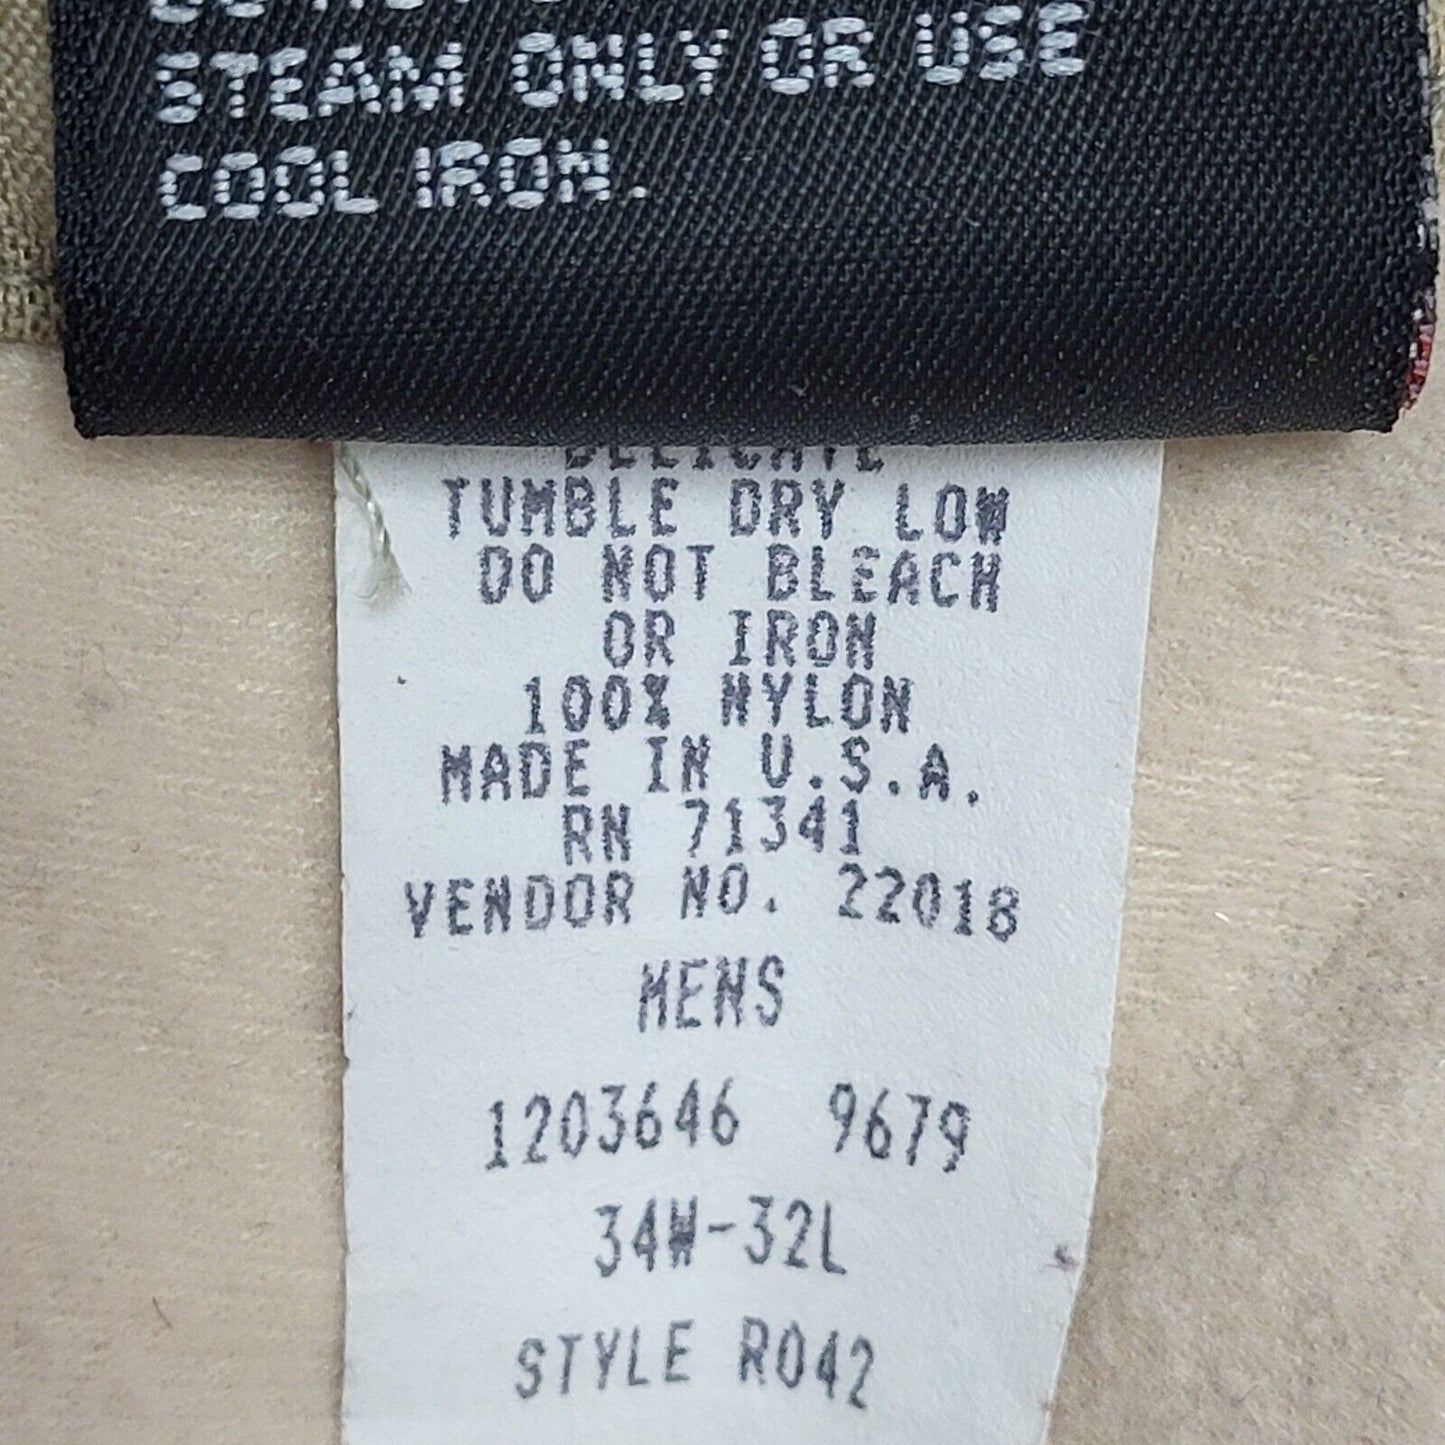 STEAM ONLY OR USE
COOL IRON.
DELICATE
TUMBLE DRY LOW
DO NOT BLEACH
OR IRON
100% NYLON
MADE IN U.S.A.
RN 71341
VENDOR NO. 22018
MENS
1203646 9679
34W-32L
STYLE R042